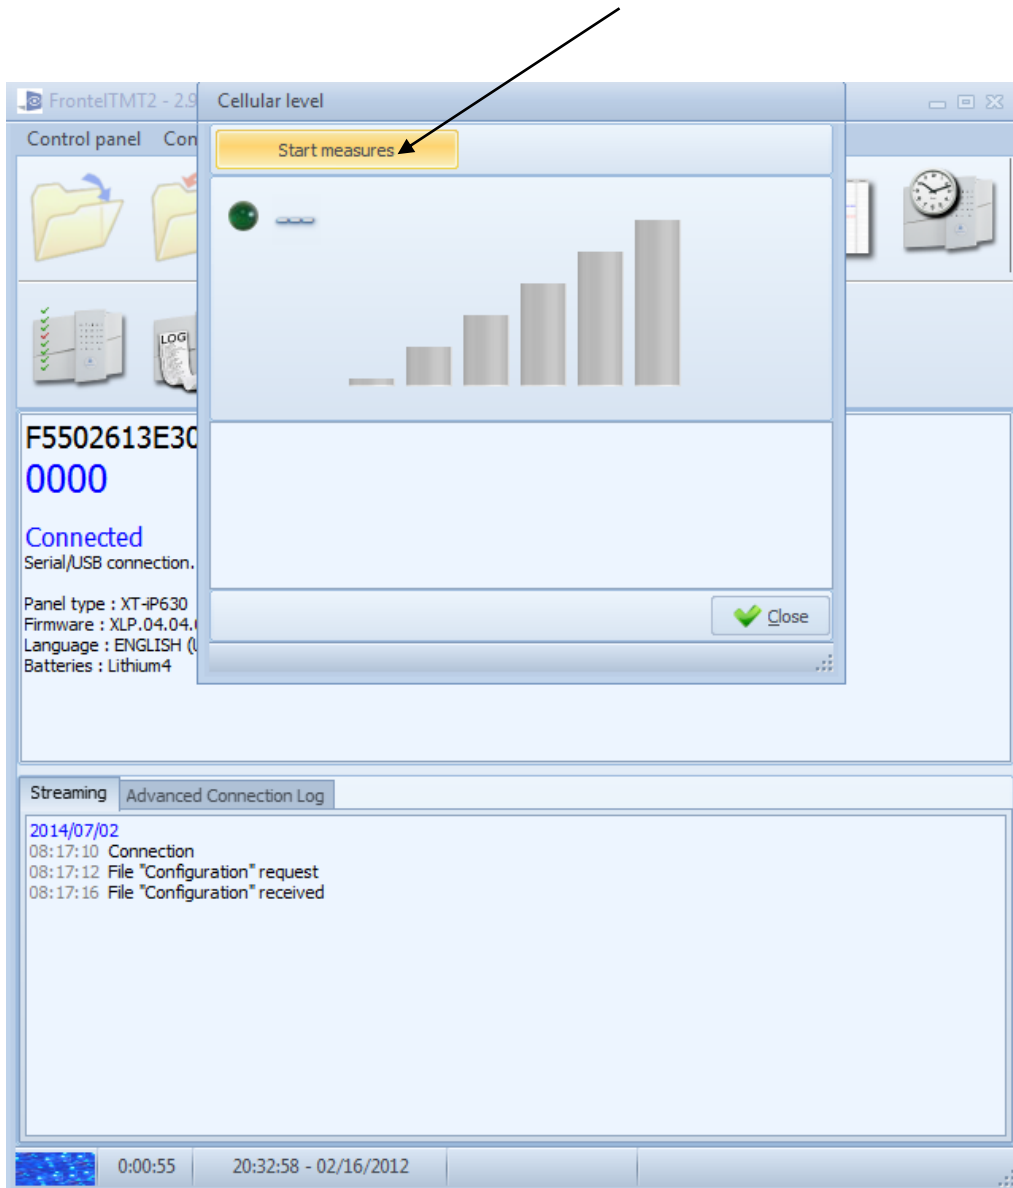 FrontelTMT2 - 2.9
Cellular level
Control panel Con
Start measures
LOG
F5502613E30
0000
Connected
Serial/USB connection.
Panel type : XT-iP630
Firmware : XLP.04.04.
Language : ENGLISH (
Batteries : Lithium4
Close
Streaming
Advanced Connection Log
2014/07/02
08:17:10 Connection
08:17:12 File "Configuration" request
08:17:16 File "Configuration" received
0:00:55
20:32:58 - 02/16/2012